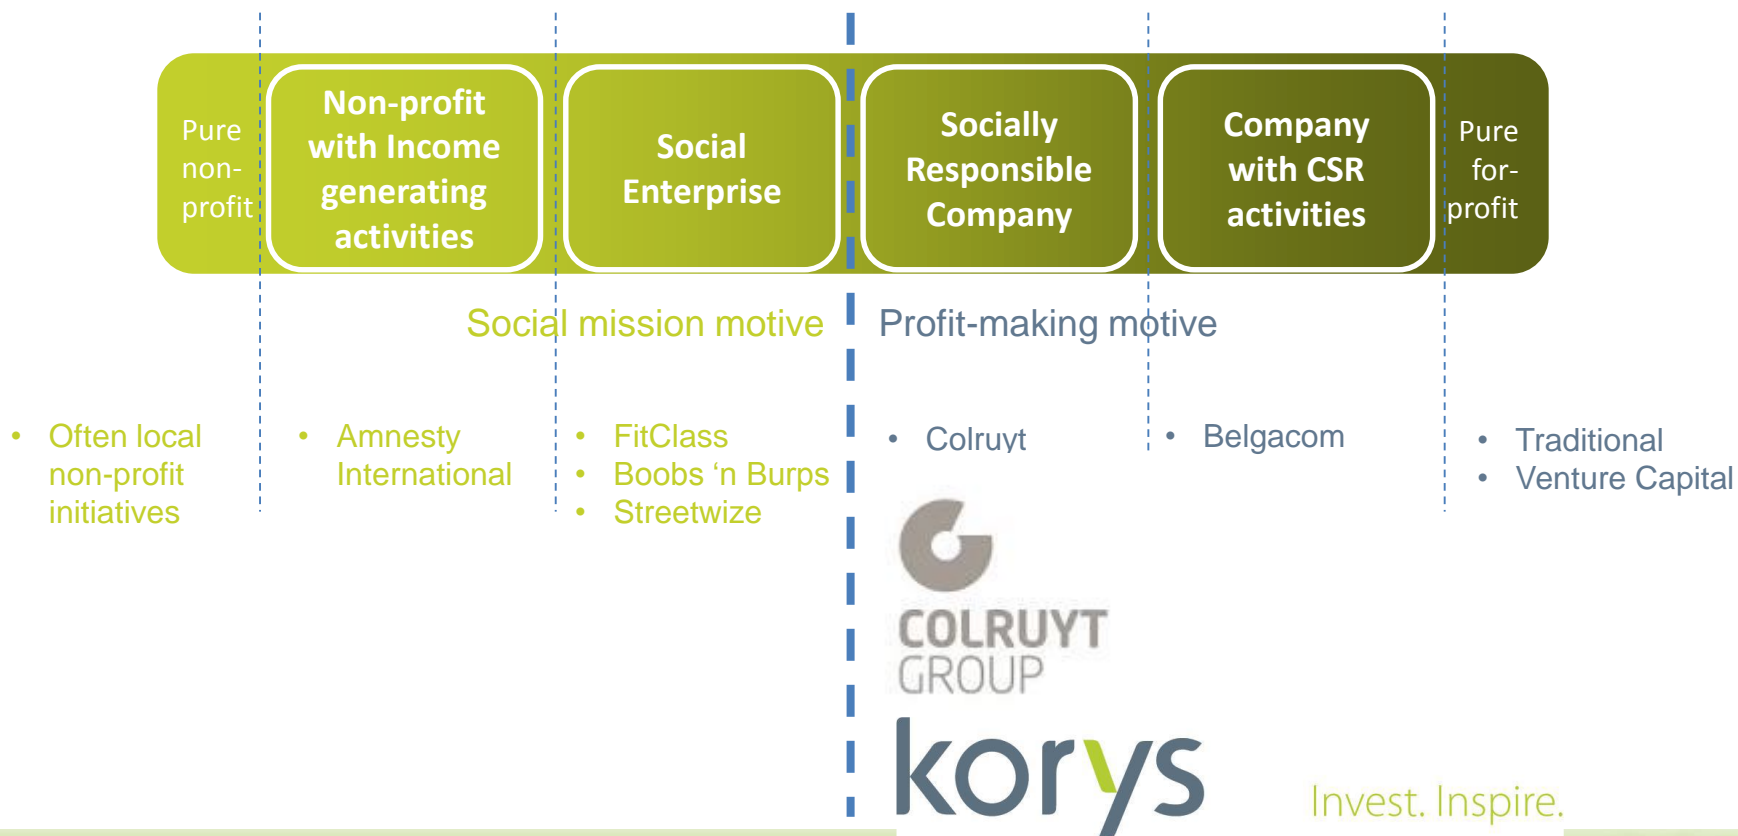 Pure
non-
profit
Non-profit
with Income
generating
activities
Social
Enterprise
Socially
Responsible
Company
Company
with CSR
activities
Pure
for-
profit
Social mission motive
Profit-making motive
• Often local
non-profit
initiatives
• Amnesty
International
• FitClass
• Boobs ‘n Burps
• Streetwize
• Colruyt
• Belgacom
• Traditional
• Venture Capital
COLRUYT
GROUP
korys
Invest. Inspire.